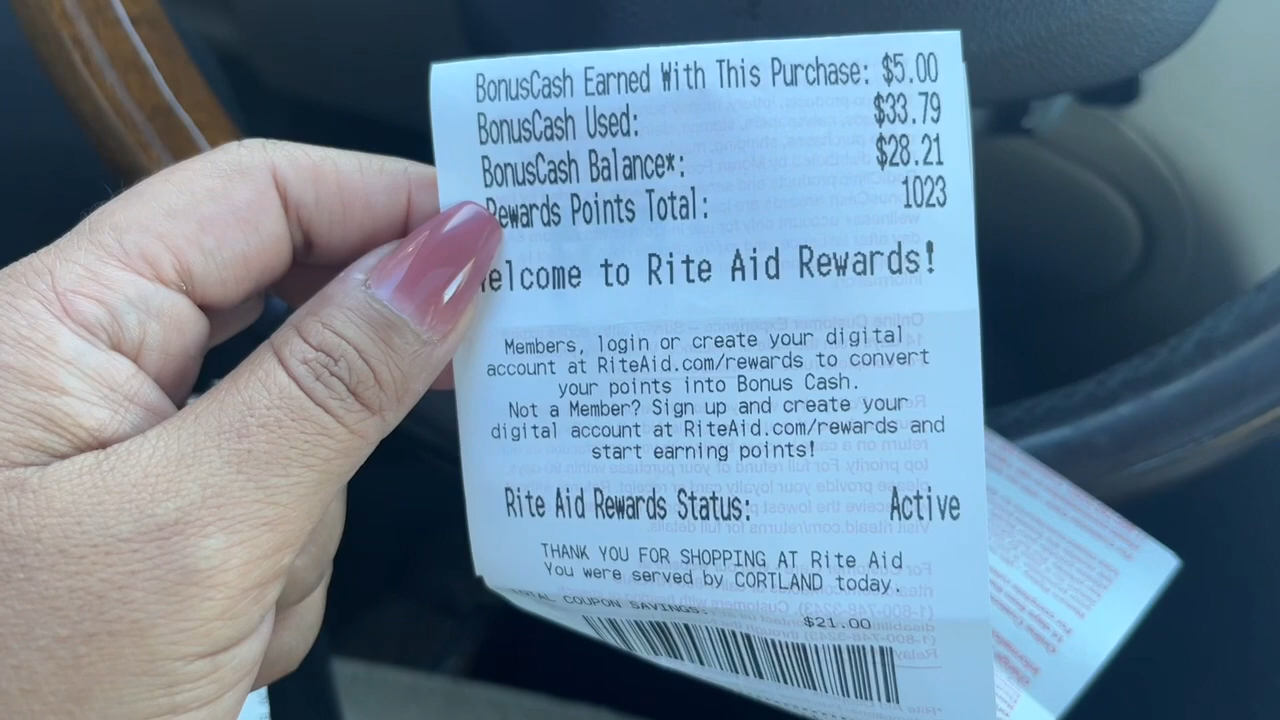 BonusCash Earned With This Purchase: $5.00
BonusCash Used: $33.79
BonusCash Balance*: $28.21
Rewards Points Total: 1023
Welcome to Rite Aid Rewards!
Members, login or create your digital
account at RiteAid.com/rewards to convert
your points into Bonus Cash.
Not a Member? Sign up and create your
digital account at RiteAid.com/rewards and
start earning points!
Rite Aid Rewards Status: Active
THANK YOU FOR SHOPPING AT Rite Aid
You were served by CORTLAND today.
TOTAL COUPON SAVINGS: $21.00